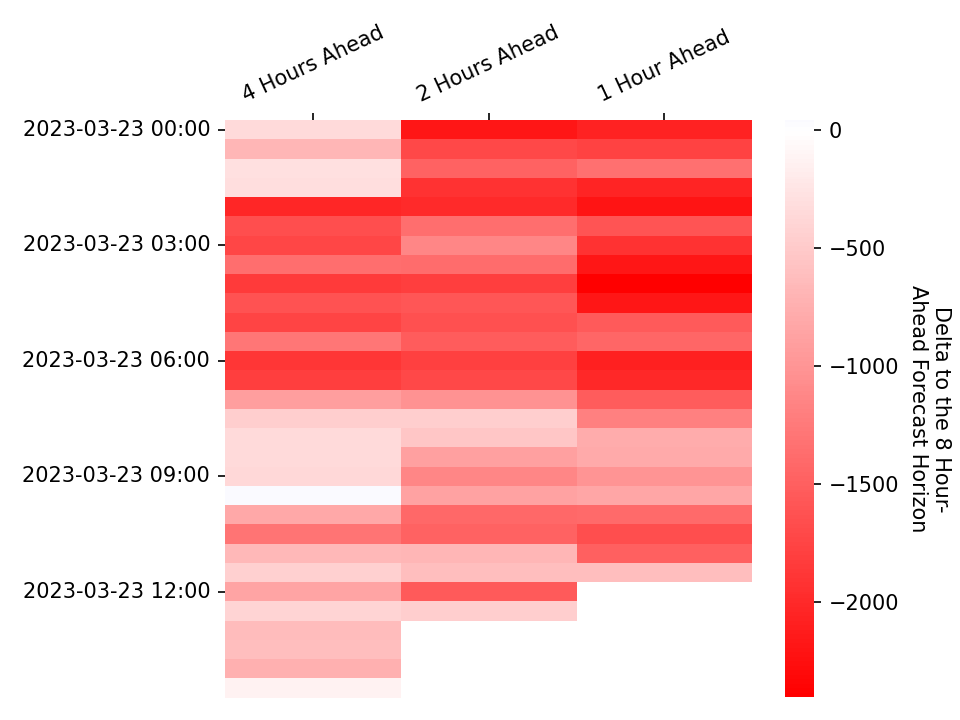 4 Hours Ahead
2 Hours Ahead
1 Hour Ahead
2023-03-23 00:00
2023-03-23 03:00
2023-03-23 06:00
2023-03-23 09:00
2023-03-23 12:00
0
−500
−1000
−1500
−2000
Delta to the 8 Hour-
Ahead Forecast Horizon